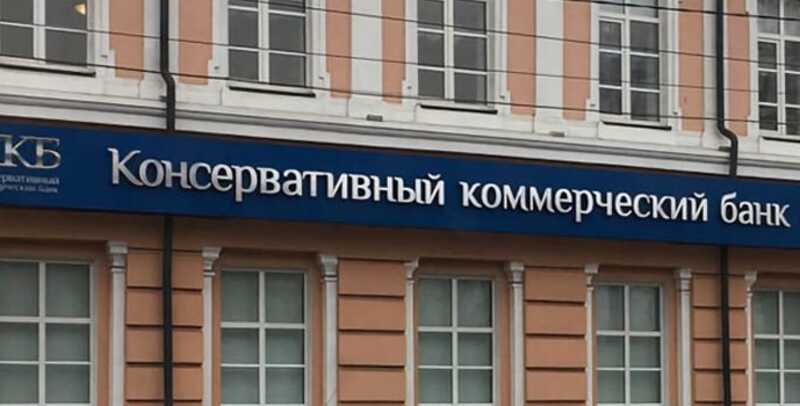 КБ
Консервативный коммерческий банк